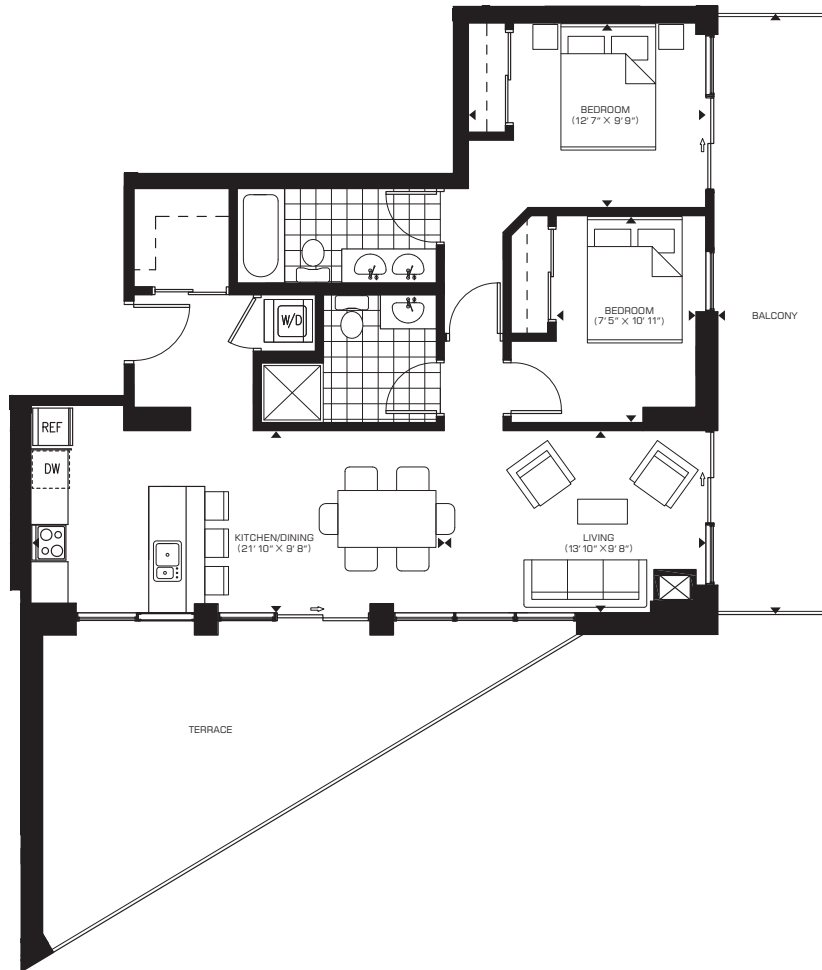 BEDROOM
(12' 7" X 9' 9")
BEDROOM
(7' 5" X 10' 11")
BALCONY
W/D
REF
DW
KITCHEN/DINING
(21' 10" X 9' 8")
LIVING
(13' 10" X 9' 8")
TERRACE